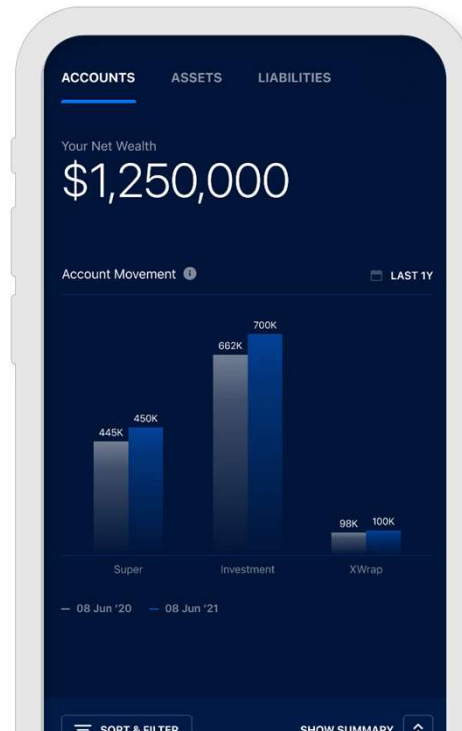 ACCOUNTS ASSETS LIABILITIES
Your Net Wealth
$1,250,000
Account Movement i LAST 1Y
700K
662K
450K
445K
98K 100K
Super Investment XWrap
08 Jun ‘20 08 Jun ‘21
SORT & FILTER SHOW SUMMARY